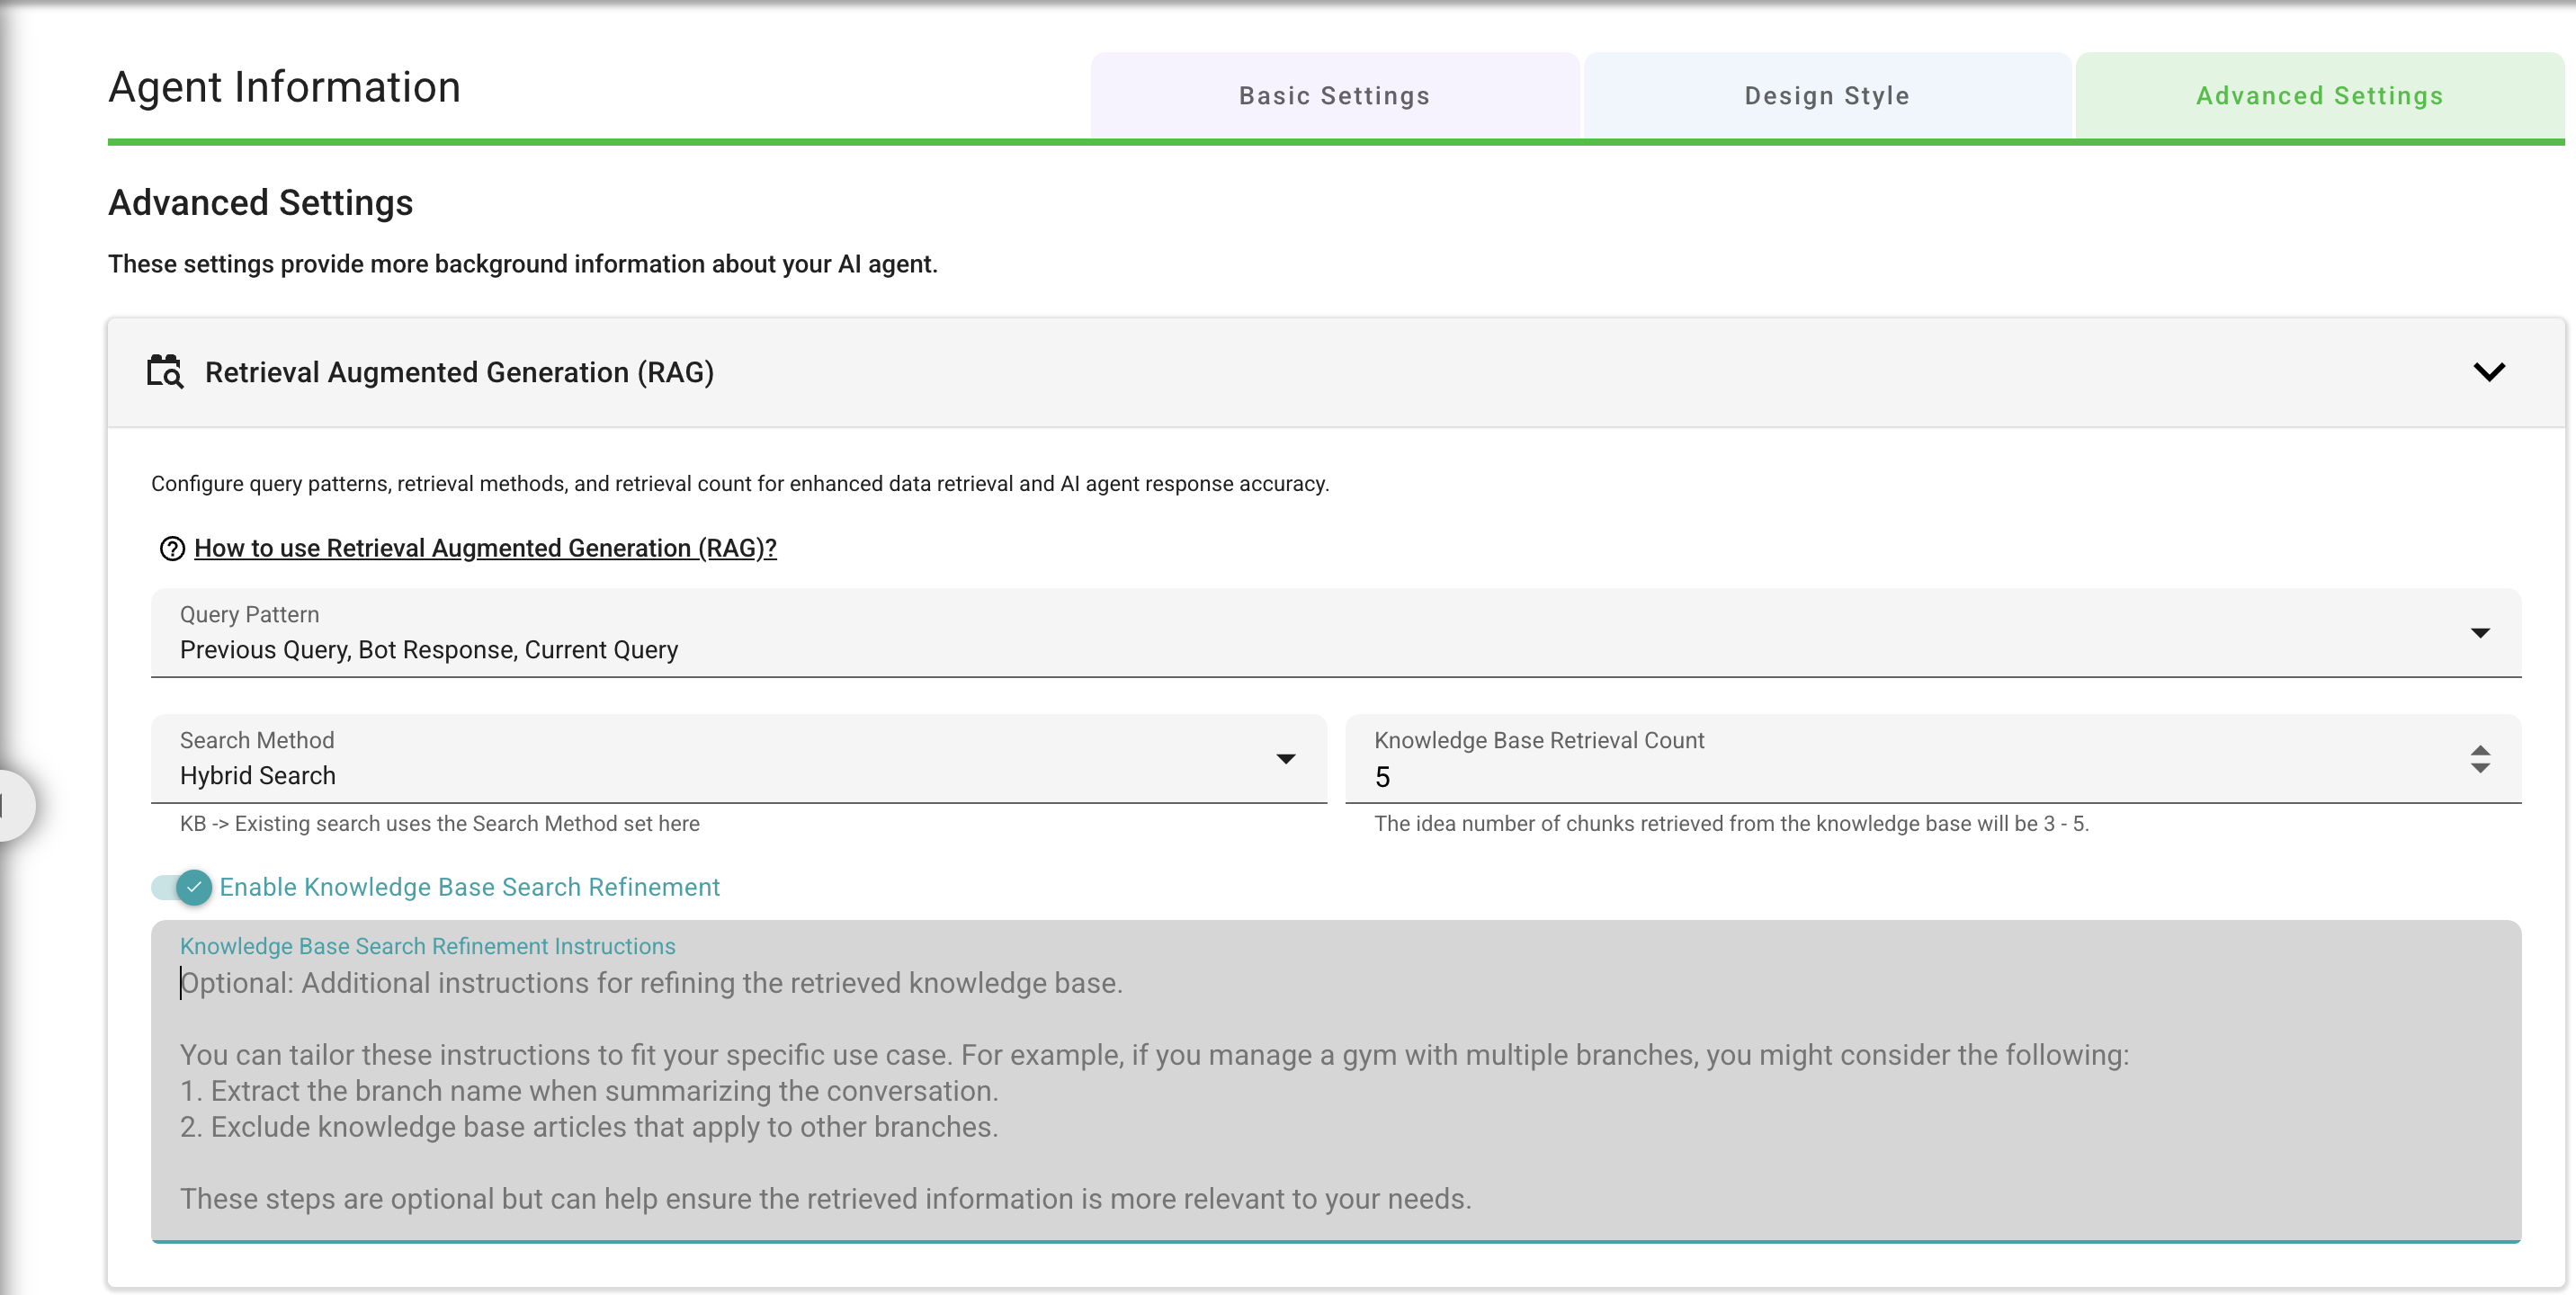 Agent Information
Basic Settings
Design Style
Advanced Settings
Advanced Settings
These settings provide more background information about your AI agent.
Retrieval Augmented Generation (RAG)
Configure query patterns, retrieval methods, and retrieval count for enhanced data retrieval and AI agent response accuracy.
How to use Retrieval Augmented Generation (RAG)?
Query Pattern
Previous Query, Bot Response, Current Query
Search Method
Hybrid Search
KB -> Existing search uses the Search Method set here
Knowledge Base Retrieval Count
5
The idea number of chunks retrieved from the knowledge base will be 3 - 5.
Enable Knowledge Base Search Refinement
Knowledge Base Search Refinement Instructions
Optional: Additional instructions for refining the retrieved knowledge base.
You can tailor these instructions to fit your specific use case. For example, if you manage a gym with multiple branches, you might consider the following:
1. Extract the branch name when summarizing the conversation.
2. Exclude knowledge base articles that apply to other branches.
These steps are optional but can help ensure the retrieved information is more relevant to your needs.